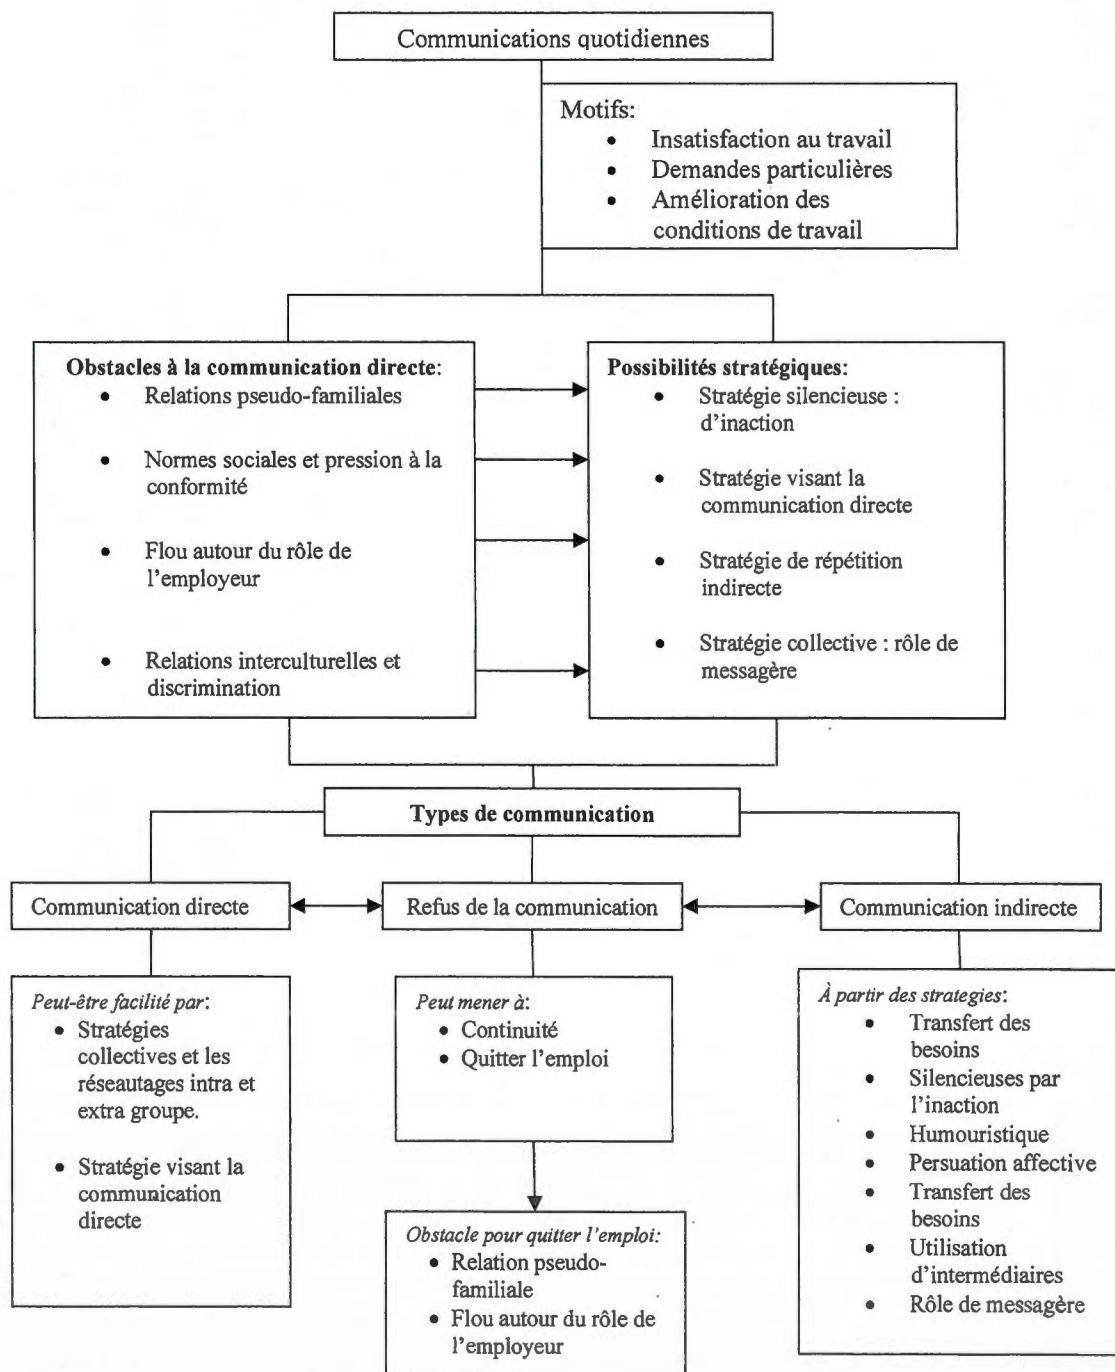 Communications quotidiennes
Motifs:
• Insatisfaction au travail
• Demandes particulières
• Amélioration des
conditions de travail
Obstacles à la communication directe:
• Relations pseudo-familiales
• Normes sociales et pression à la
conformité
• Flou autour du rôle de
l'employeur
• Relations interculturelles et
discrimination
Possibilités stratégiques:
• Stratégie silencieuse :
d'inaction
• Stratégie visant la
communication directe
• Stratégie de répétition
indirecte
• Stratégie collective : rôle de
messagère
Types de communication
Communication directe
Refus de la communication
Communication indirecte
Peut-être facilité par:
• Stratégies
collectives et les
réseautages intra et
extra groupe.
• Stratégie visant la
communication
directe
Peut mener à:
• Continuité
• Quitter l'emploi
Obstacle pour quitter l'emploi:
• Relation pseudo-
familiale
• Flou autour du rôle de
l'employeur
À partir des strategies:
• Transfert des
besoins
• Silencieuses par
l'inaction
• Humouristique
• Persuation affective
• Transfert des
besoins
• Utilisation
d'intermédiaires
• Rôle de messagère